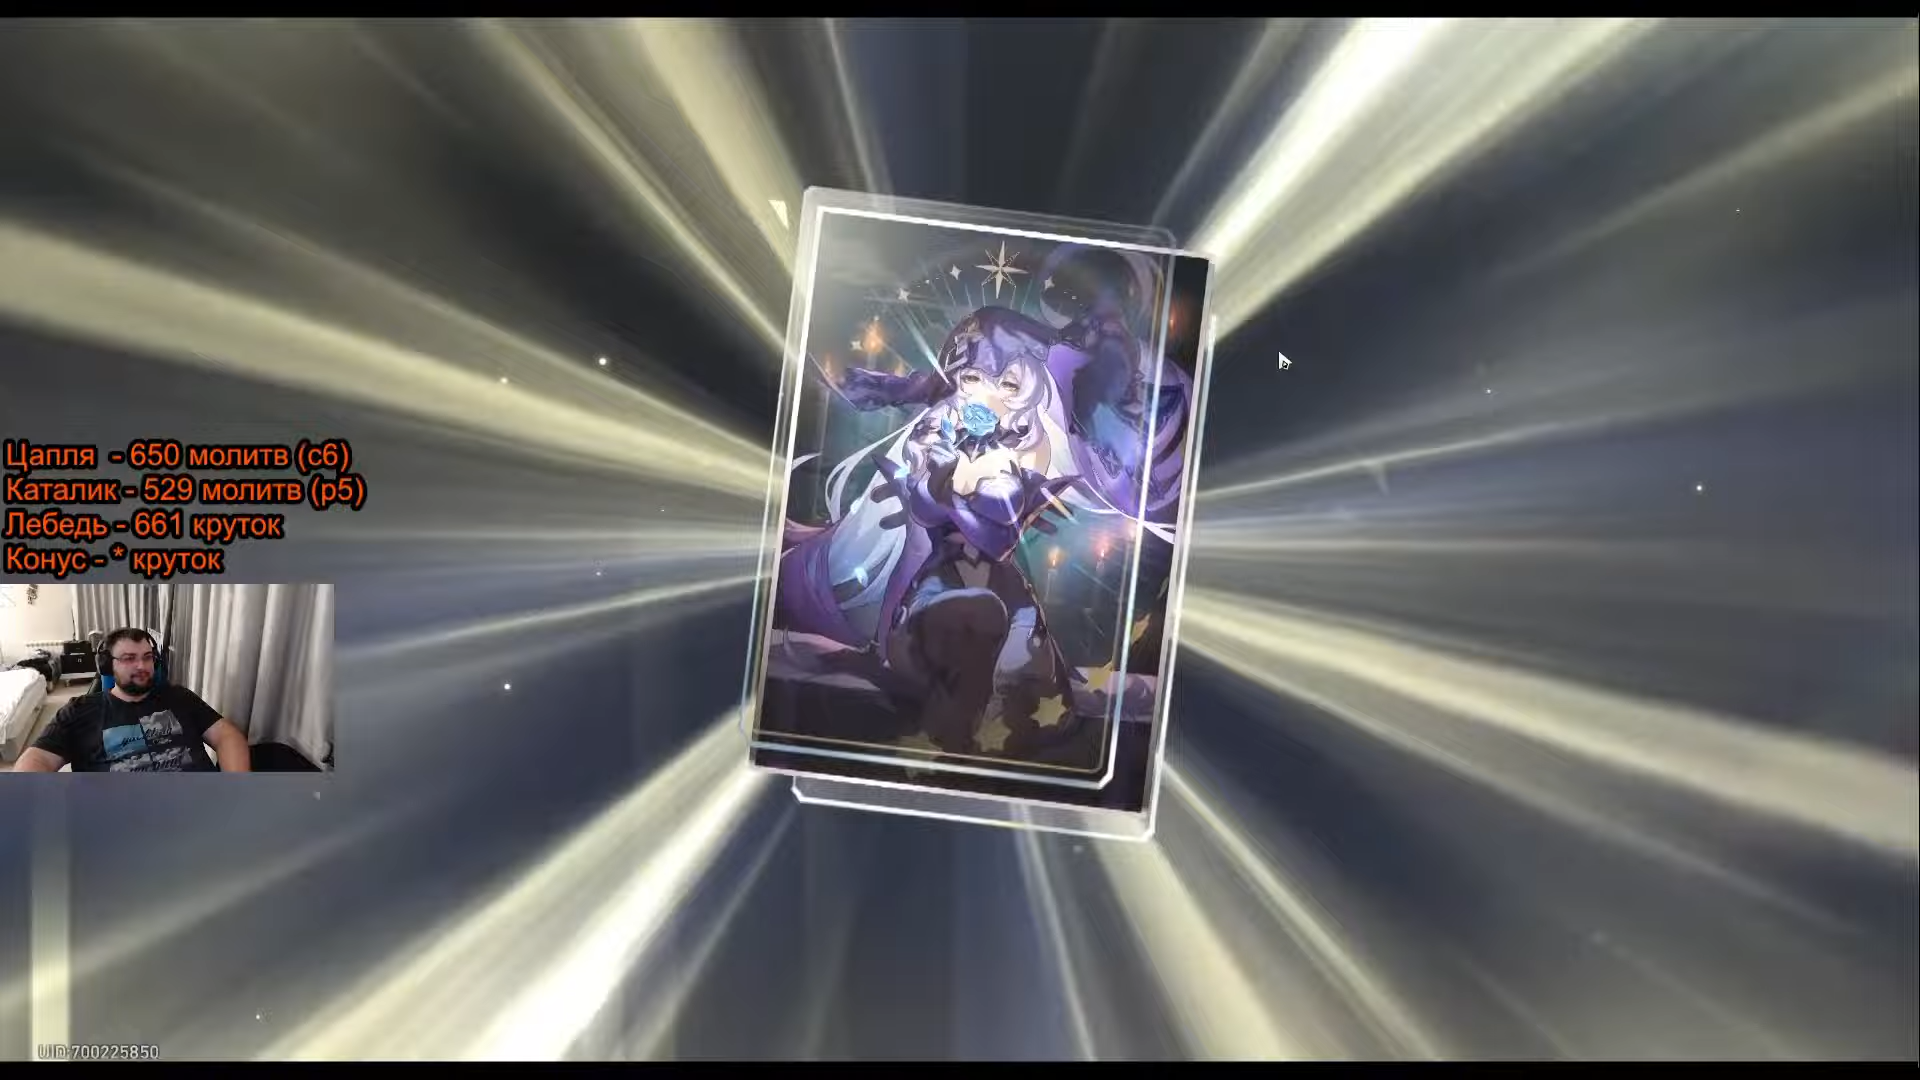 Цапля - 650 молитв (с6)
Каталик - 529 молитв (р5)
Лебедь - 661 круток
Конус - * круток
UID:700225850